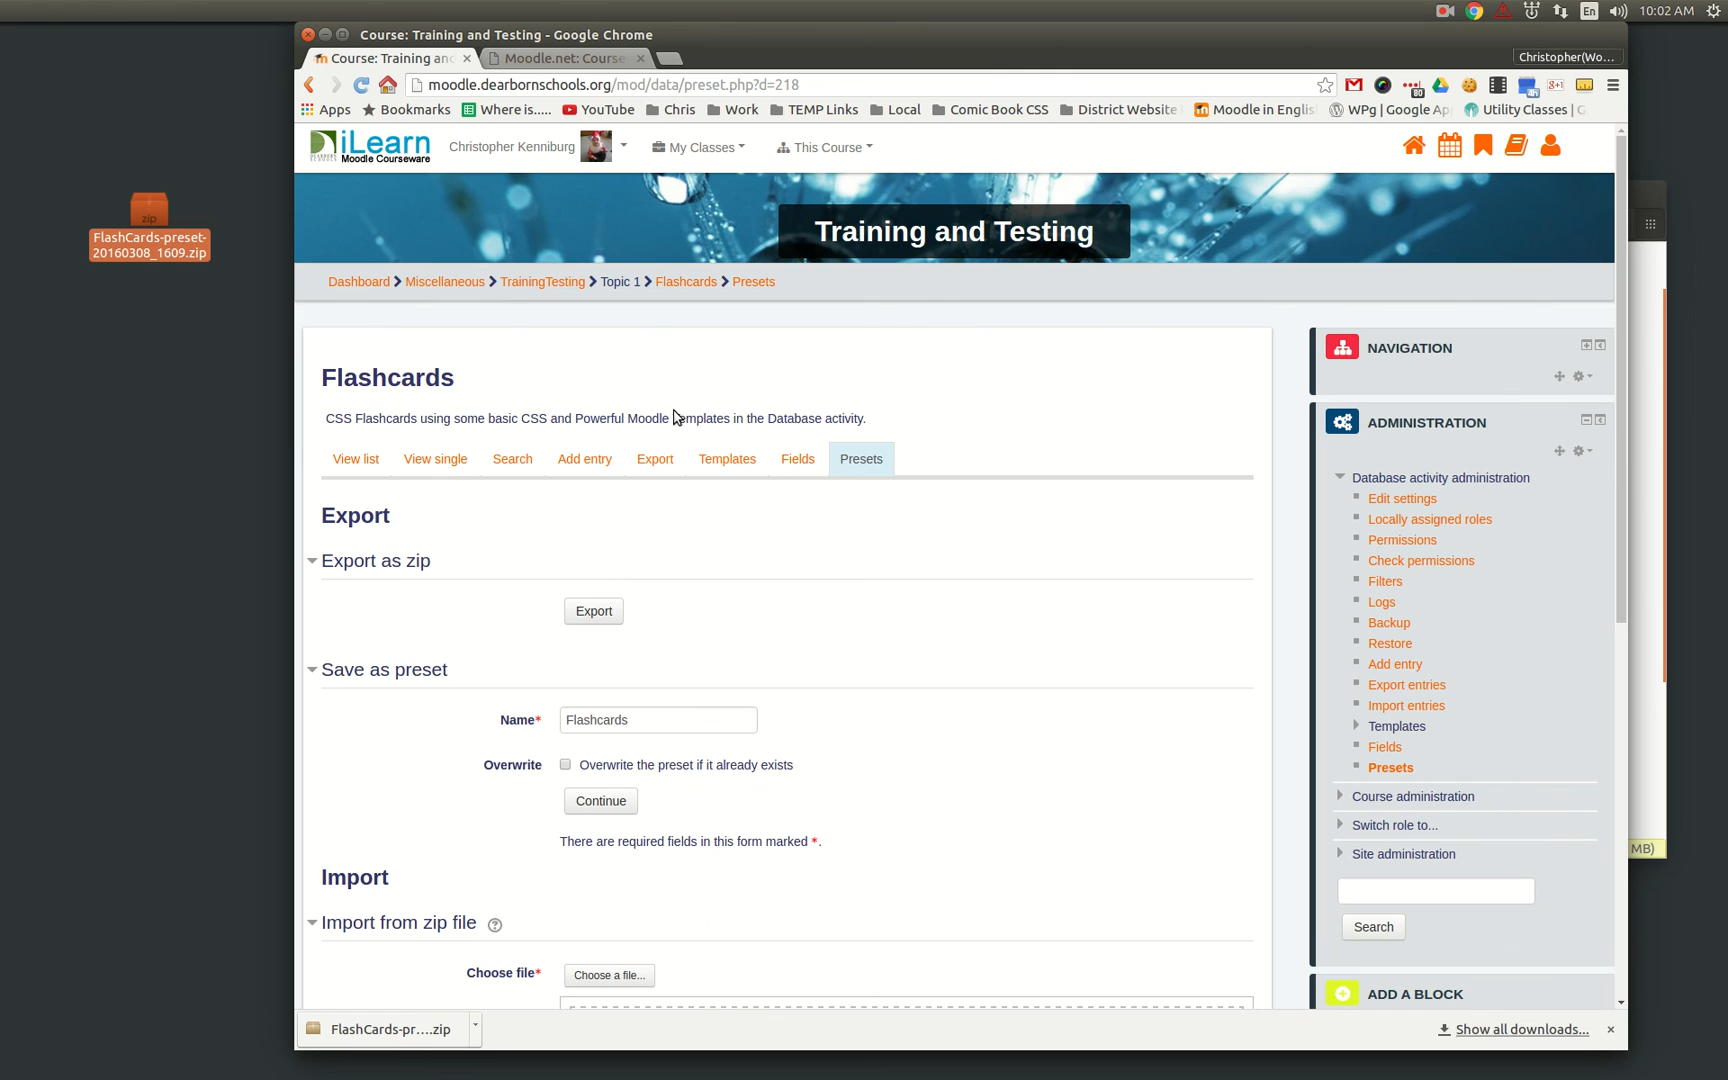 En
10:02 AM
Course: Training and Testing - Google Chrome
Course: Training and
Moodle.net: Course
Christopher(Wo...
moodle.dearbornschools.org/mod/data/preset.php?d=218
80
g+1
Apps
Bookmarks
Where is.....
YouTube
Chris
Work
TEMP Links
Local
Comic Book CSS
District Website
Moodle in Englis
WPg | Google Ap
Utility Classes | G
iLearn
Moodle Courseware
Christopher Kenniburg
My Classes
This Course
zip
FlashCards-preset-
20160308_1609.zip
Training and Testing
Dashboard
Miscellaneous
TrainingTesting
Topic 1
Flashcards
Presets
Flashcards
CSS Flashcards using some basic CSS and Powerful Moodle templates in the Database activity.
View list
View single
Search
Add entry
Export
Templates
Fields
Presets
Export
Export as zip
Export
Save as preset
Name*
Flashcards
Overwrite
Overwrite the preset if it already exists
Continue
There are required fields in this form marked *.
Import
Import from zip file
Choose file*
Choose a file...
NAVIGATION
ADMINISTRATION
Database activity administration
Edit settings
Locally assigned roles
Permissions
Check permissions
Filters
Logs
Backup
Restore
Add entry
Export entries
Import entries
Templates
Fields
Presets
Course administration
Switch role to...
Site administration
Search
ADD A BLOCK
MB)
FlashCards-pr....zip
Show all downloads...